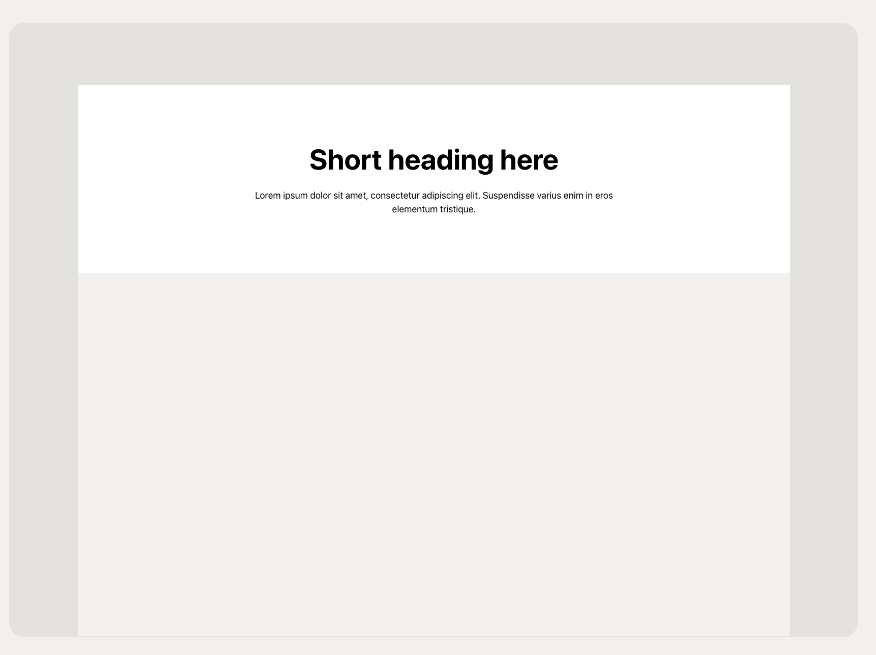 Short heading here
Lorem ipsum dolor sit amet, consectetur adipiscing elit. Suspendisse varius enim in eros
elementum tristique.